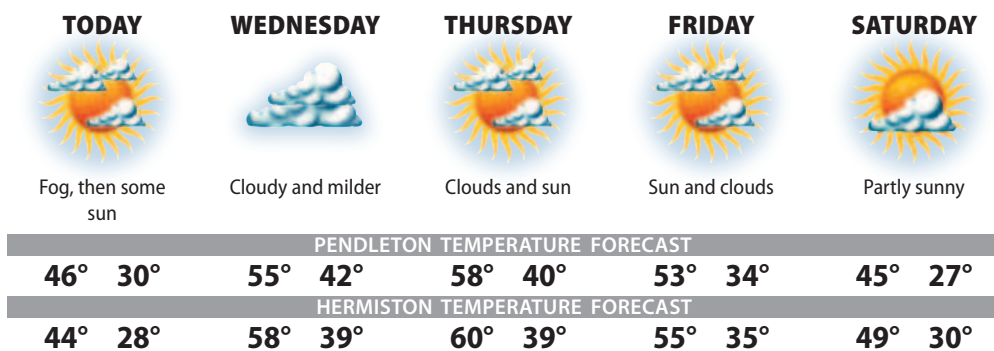 TODAY WEDNESDAY THURSDAY FRIDAY SATURDAY
Fog, then some Cloudy and milder Clouds and sun Sun and clouds Partly sunny
sun
PENDLETON TEMPERATURE FORECAST
46° 30° 55° 42° 58° 40° 53° 34° 45° 27°
HERMISTON TEMPERATURE FORECAST
44° 28° 58° 39° 60° 39° 55° 35° 49° 30°